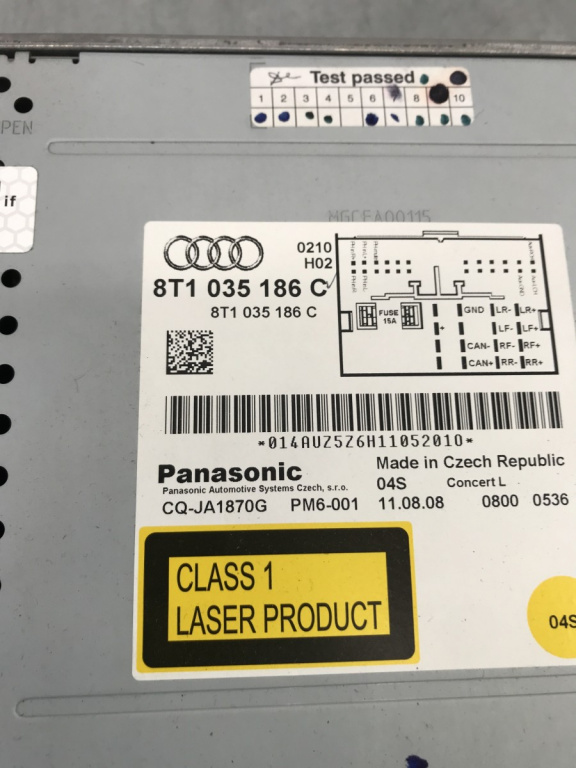 Test passed
1 2 3 4 5 6 7 8 10
PEN
if
MGCFA00115
0210
H02
8T1 035 186 C
8T1 035 186 C
FUSE
15A
GND LR- LR+
+ LF- LF+
CAN- RF- RF+
CAN+ RR- RR+
*014AUZ5Z6H11052010*
Panasonic
Made in Czech Republic
Panasonic Automotive Systems Czech, s.r.o.
04S Concert L
CQ-JA1870G PM6-001 11.08.08 0800 0536
CLASS 1
LASER PRODUCT
04S